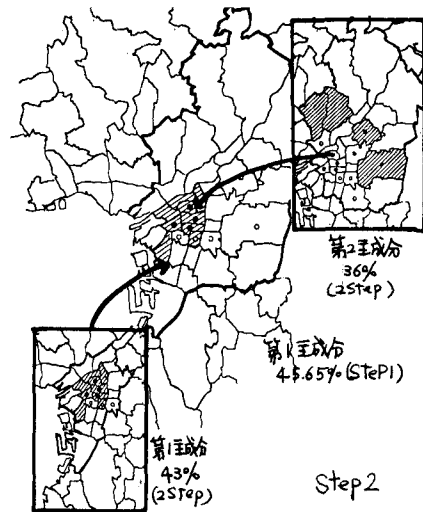 第2主成分
36%
(2step)
第1主成分
45.65%(STEP1)
第1主成分
43%
(2step)
Step2